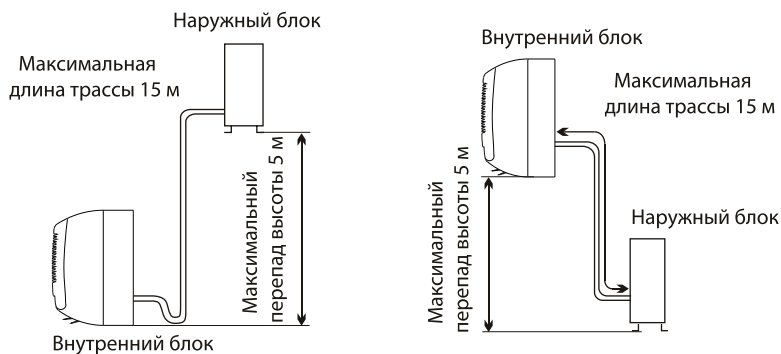 Наружный блок
Максимальная
длина трассы 15 м
Максимальный
перепад высоты 5 м
Внутренний блок
Внутренний блок
Максимальная
длина трассы 15 м
Максимальный
перепад высоты 5 м
Наружный блок